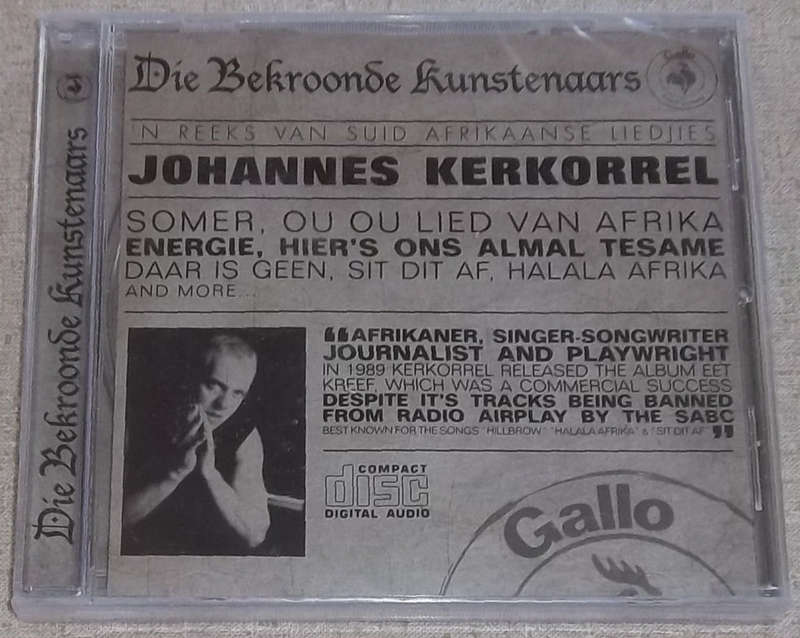 Die Bekroonde Kunstenaars
Gallo
'N REEKS VAN SUID AFRIKAANSE LIEDJIES
JOHANNES KERKORREL
SOMER, OU OU LIED VAN AFRIKA
ENERGIE, HIER'S ONS ALMAL TESAME
DAAR IS GEEN, SIT DIT AF, HALALA AFRIKA
AND MORE...
“AFRIKANER, SINGER-SONGWRITER
JOURNALIST AND PLAYWRIGHT
IN 1989 KERKORREL RELEASED THE ALBUM EET
KREEF, WHICH WAS A COMMERCIAL SUCCESS
DESPITE IT'S TRACKS BEING BANNED
FROM RADIO AIRPLAY BY THE SABC
BEST KNOWN FOR THE SONGS "HILLBROW" "HALALA AFRIKA" & "SIT DIT AF"”
COMPACT
disc
DIGITAL AUDIO
Gallo
Die Bekroonde Kunstenaars